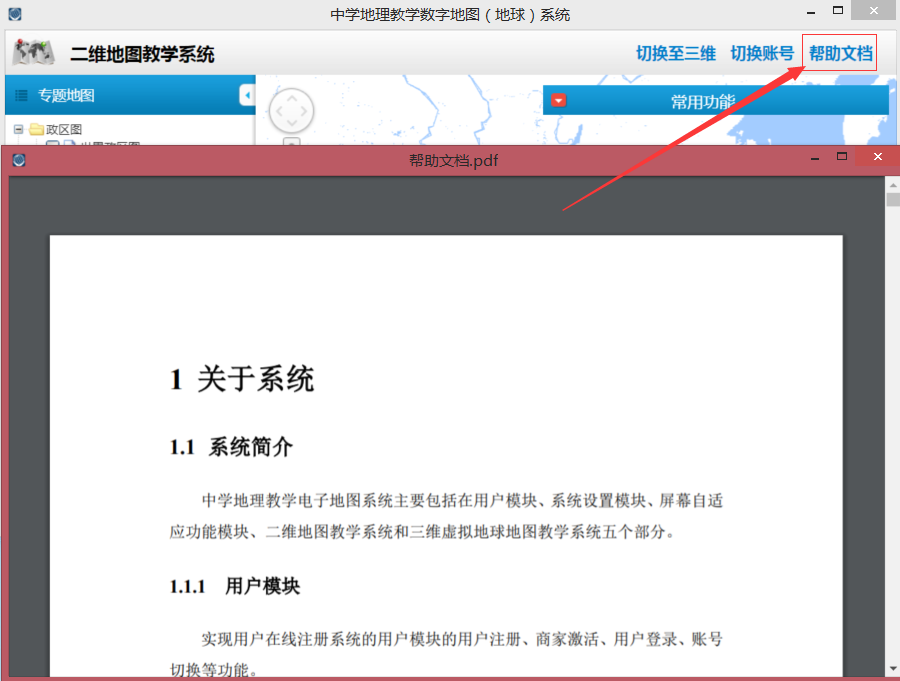 中学地理教学数字地图（地球）系统
二维地图教学系统
切换至三维 切换账号 帮助文档
专题地图
常用功能
政区图
帮助文档.pdf
1 关于系统
1.1 系统简介
中学地理教学电子地图系统主要包括在用户模块、系统设置模块、屏幕自适
应功能模块、二维地图教学系统和三维虚拟地球地图教学系统五个部分。
1.1.1 用户模块
实现用户在线注册系统的用户模块的用户注册、商家激活、用户登录、账号
切换等功能。